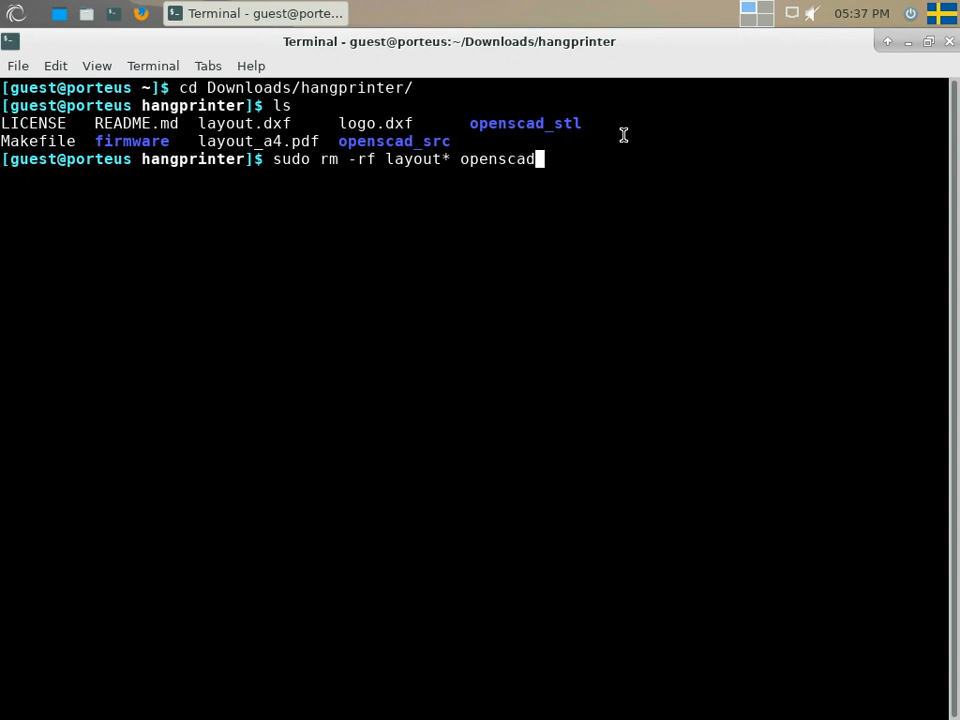 Terminal - guest@porte...
05:37 PM
Terminal - guest@porteus:~/Downloads/hangprinter
File Edit View Terminal Tabs Help
[guest@porteus ~]$ cd Downloads/hangprinter/
[guest@porteus hangprinter]$ ls
LICENSE README.md layout.dxf logo.dxf openscad_stl
Makefile firmware layout_a4.pdf openscad_src
[guest@porteus hangprinter]$ sudo rm -rf layout* openscad